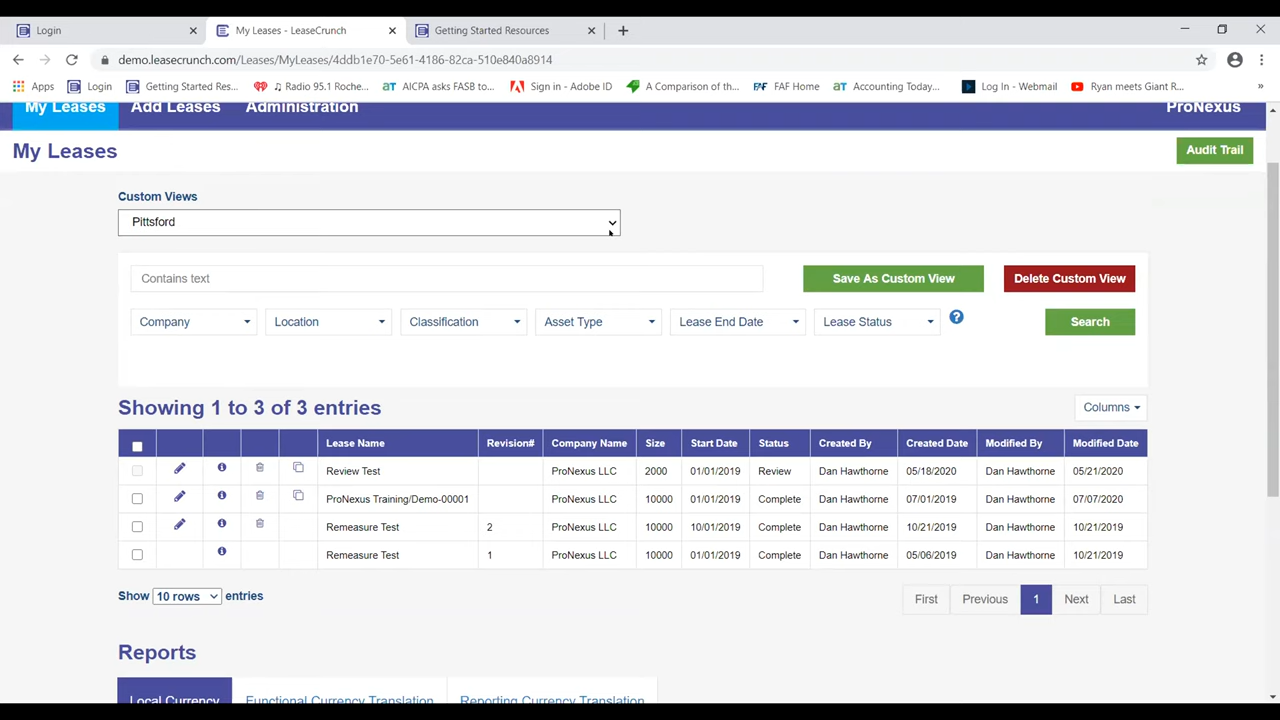 Login
My Leases - LeaseCrunch
Getting Started Resources
demo.leasecrunch.com/Leases/MyLeases/4ddb1e70-5e61-4186-82ca-510e840a8914
Apps Login Getting Started Res... ♫ Radio 95.1 Roche... AICPA asks FASB to... Sign in - Adobe ID A Comparison of th... FAF Home Accounting Today... Log In - Webmail Ryan meets Giant R... »
My Leases Add Leases Administration ProNexus
My Leases
Audit Trail
Custom Views
Pittsford
Contains text Save As Custom View Delete Custom View
Company Location Classification Asset Type Lease End Date Lease Status ? Search
Showing 1 to 3 of 3 entries Columns
Lease Name Revision# Company Name Size Start Date Status Created By Created Date Modified By Modified Date
Review Test ProNexus LLC 2000 01/01/2019 Review Dan Hawthorne 05/18/2020 Dan Hawthorne 05/21/2020
ProNexus Training/Demo-00001 ProNexus LLC 10000 01/01/2019 Complete Dan Hawthorne 07/01/2019 Dan Hawthorne 07/07/2020
Remeasure Test 2 ProNexus LLC 10000 10/01/2019 Complete Dan Hawthorne 10/21/2019 Dan Hawthorne 10/21/2019
Remeasure Test 1 ProNexus LLC 10000 01/01/2019 Complete Dan Hawthorne 05/06/2019 Dan Hawthorne 10/21/2019
Show 10 rows entries First Previous 1 Next Last
Reports
Local Currency Functional Currency Translation Reporting Currency Translation